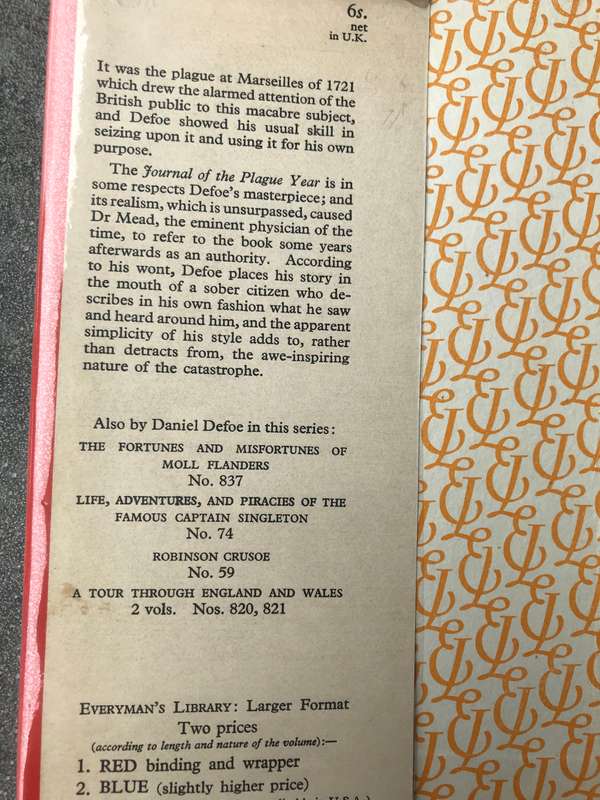 6s.
net
in U.K.
It was the plague at Marseilles of 1721
which drew the alarmed attention of the
British public to this macabre subject,
and Defoe showed his usual skill in
seizing upon it and using it for his own
purpose.
The Journal of the Plague Year is in
some respects Defoe's masterpiece; and
its realism, which is unsurpassed, caused
Dr Mead, the eminent physician of the
time, to refer to the book some years
afterwards as an authority. According
to his wont, Defoe places his story in
the mouth of a sober citizen who de-
scribes in his own fashion what he saw
and heard around him, and the apparent
simplicity of his style adds to, rather
than detracts from, the awe-inspiring
nature of the catastrophe.
Also by Daniel Defoe in this series:
THE FORTUNES AND MISFORTUNES OF
MOLL FLANDERS
No. 837
LIFE, ADVENTURES, AND PIRACIES OF THE
FAMOUS CAPTAIN SINGLETON
No. 74
ROBINSON CRUSOE
No. 59
A TOUR THROUGH ENGLAND AND WALES
2 vols. Nos. 820, 821
EVERYMAN'S LIBRARY: Larger Format
Two prices
(according to length and nature of the volume):—
1. RED binding and wrapper
2. BLUE (slightly higher price)